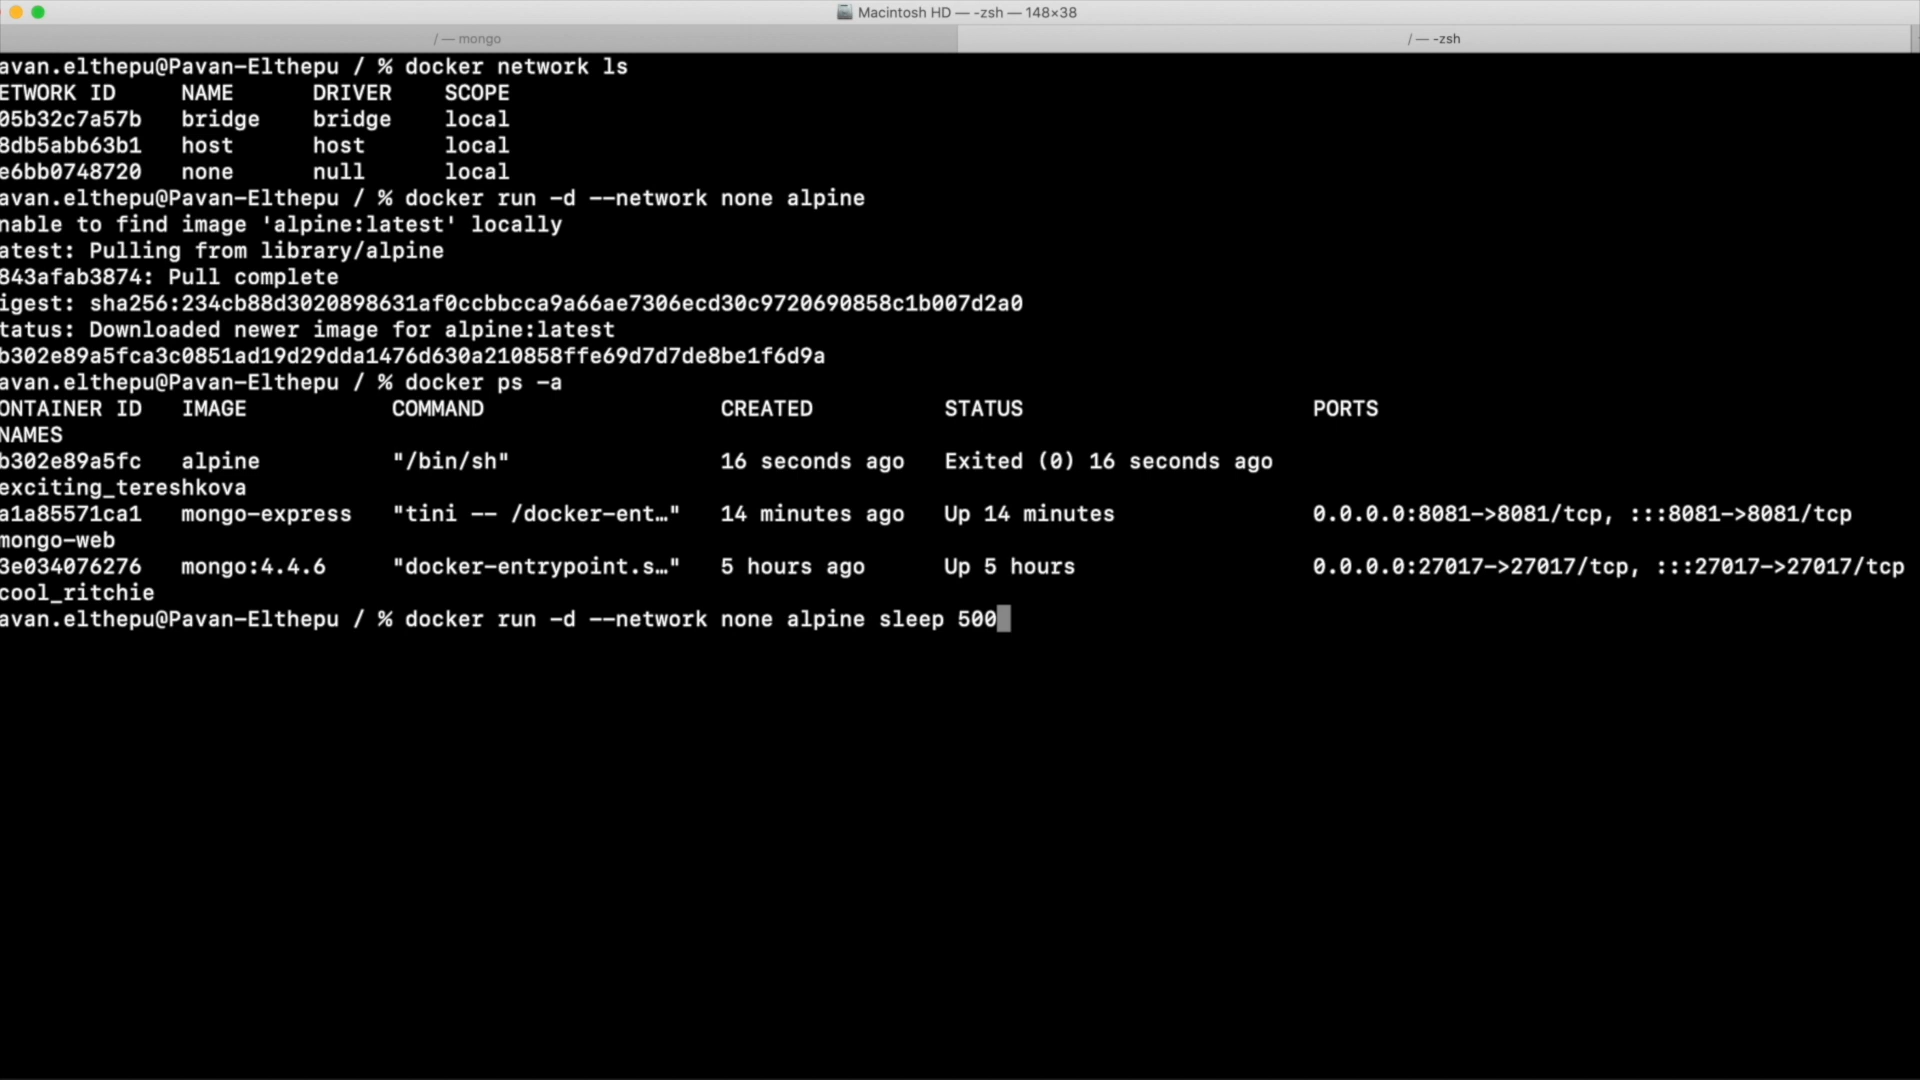 Macintosh HD — -zsh — 148×38
/ — mongo
/ — -zsh
avan.elthepu@Pavan-Elthepu / % docker network ls
ETWORK ID NAME DRIVER SCOPE
05b32c7a57b bridge bridge local
8db5abb63b1 host host local
e6bb0748720 none null local
avan.elthepu@Pavan-Elthepu / % docker run -d --network none alpine
nable to find image 'alpine:latest' locally
atest: Pulling from library/alpine
843afab3874: Pull complete
igest: sha256:234cb88d3020898631af0ccbbcca9a66ae7306ecd30c9720690858c1b007d2a0
tatus: Downloaded newer image for alpine:latest
b302e89a5fca3c0851ad19d29dda1476d630a210858ffe69d7d7de8be1f6d9a
avan.elthepu@Pavan-Elthepu / % docker ps -a
ONTAINER ID IMAGE COMMAND CREATED STATUS PORTS
NAMES
b302e89a5fc alpine "/bin/sh" 16 seconds ago Exited (0) 16 seconds ago
exciting_tereshkova
a1a85571ca1 mongo-express "tini -- /docker-ent…" 14 minutes ago Up 14 minutes 0.0.0.0:8081->8081/tcp, :::8081->8081/tcp
mongo-web
3e034076276 mongo:4.4.6 "docker-entrypoint.s…" 5 hours ago Up 5 hours 0.0.0.0:27017->27017/tcp, :::27017->27017/tcp
cool_ritchie
avan.elthepu@Pavan-Elthepu / % docker run -d --network none alpine sleep 500